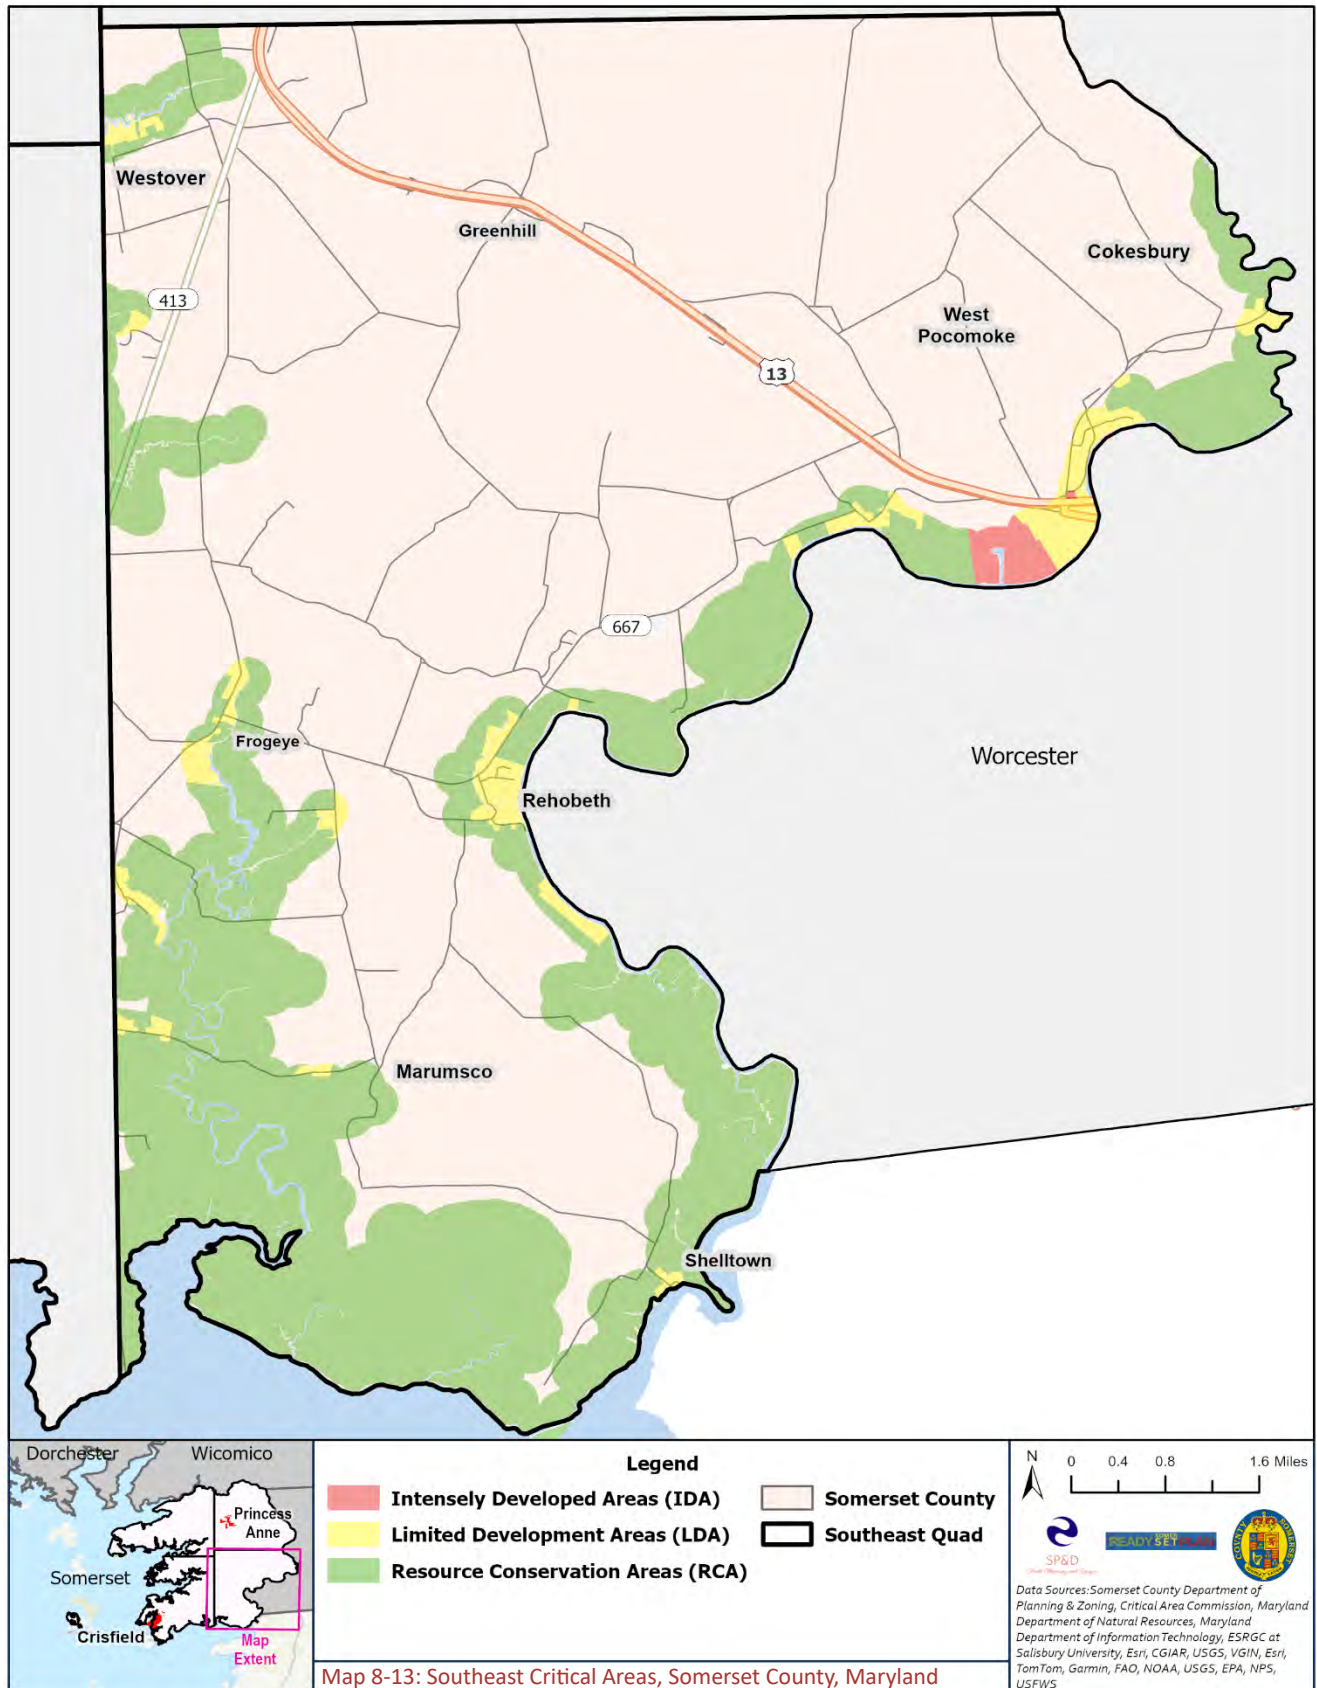 Westover
Greenhill
Cokesbury
413
West
Pocomoke
13
667
Frogeye
Worcester
Rehobeth
Marumsco
Shelltown
Dorchester
Wicomico
Princess
Anne
Somerset
Crisfield
Map
Extent
Legend
Intensely Developed Areas (IDA)
Limited Development Areas (LDA)
Resource Conservation Areas (RCA)
Somerset County
Southeast Quad
Map 8-13: Southeast Critical Areas, Somerset County, Maryland
N
0 0.4 0.8 1.6 Miles
SP&D
SOMERSET
READY SET PLAN
SOMERSET
COUNTY
Data Sources:Somerset County Department of
Planning & Zoning, Critical Area Commission, Maryland
Department of Natural Resources, Maryland
Department of Information Technology, ESRGC at
Salisbury University, Esri, CGIAR, USGS, VGIN, Esri,
TomTom, Garmin, FAO, NOAA, USGS, EPA, NPS,
USFWS